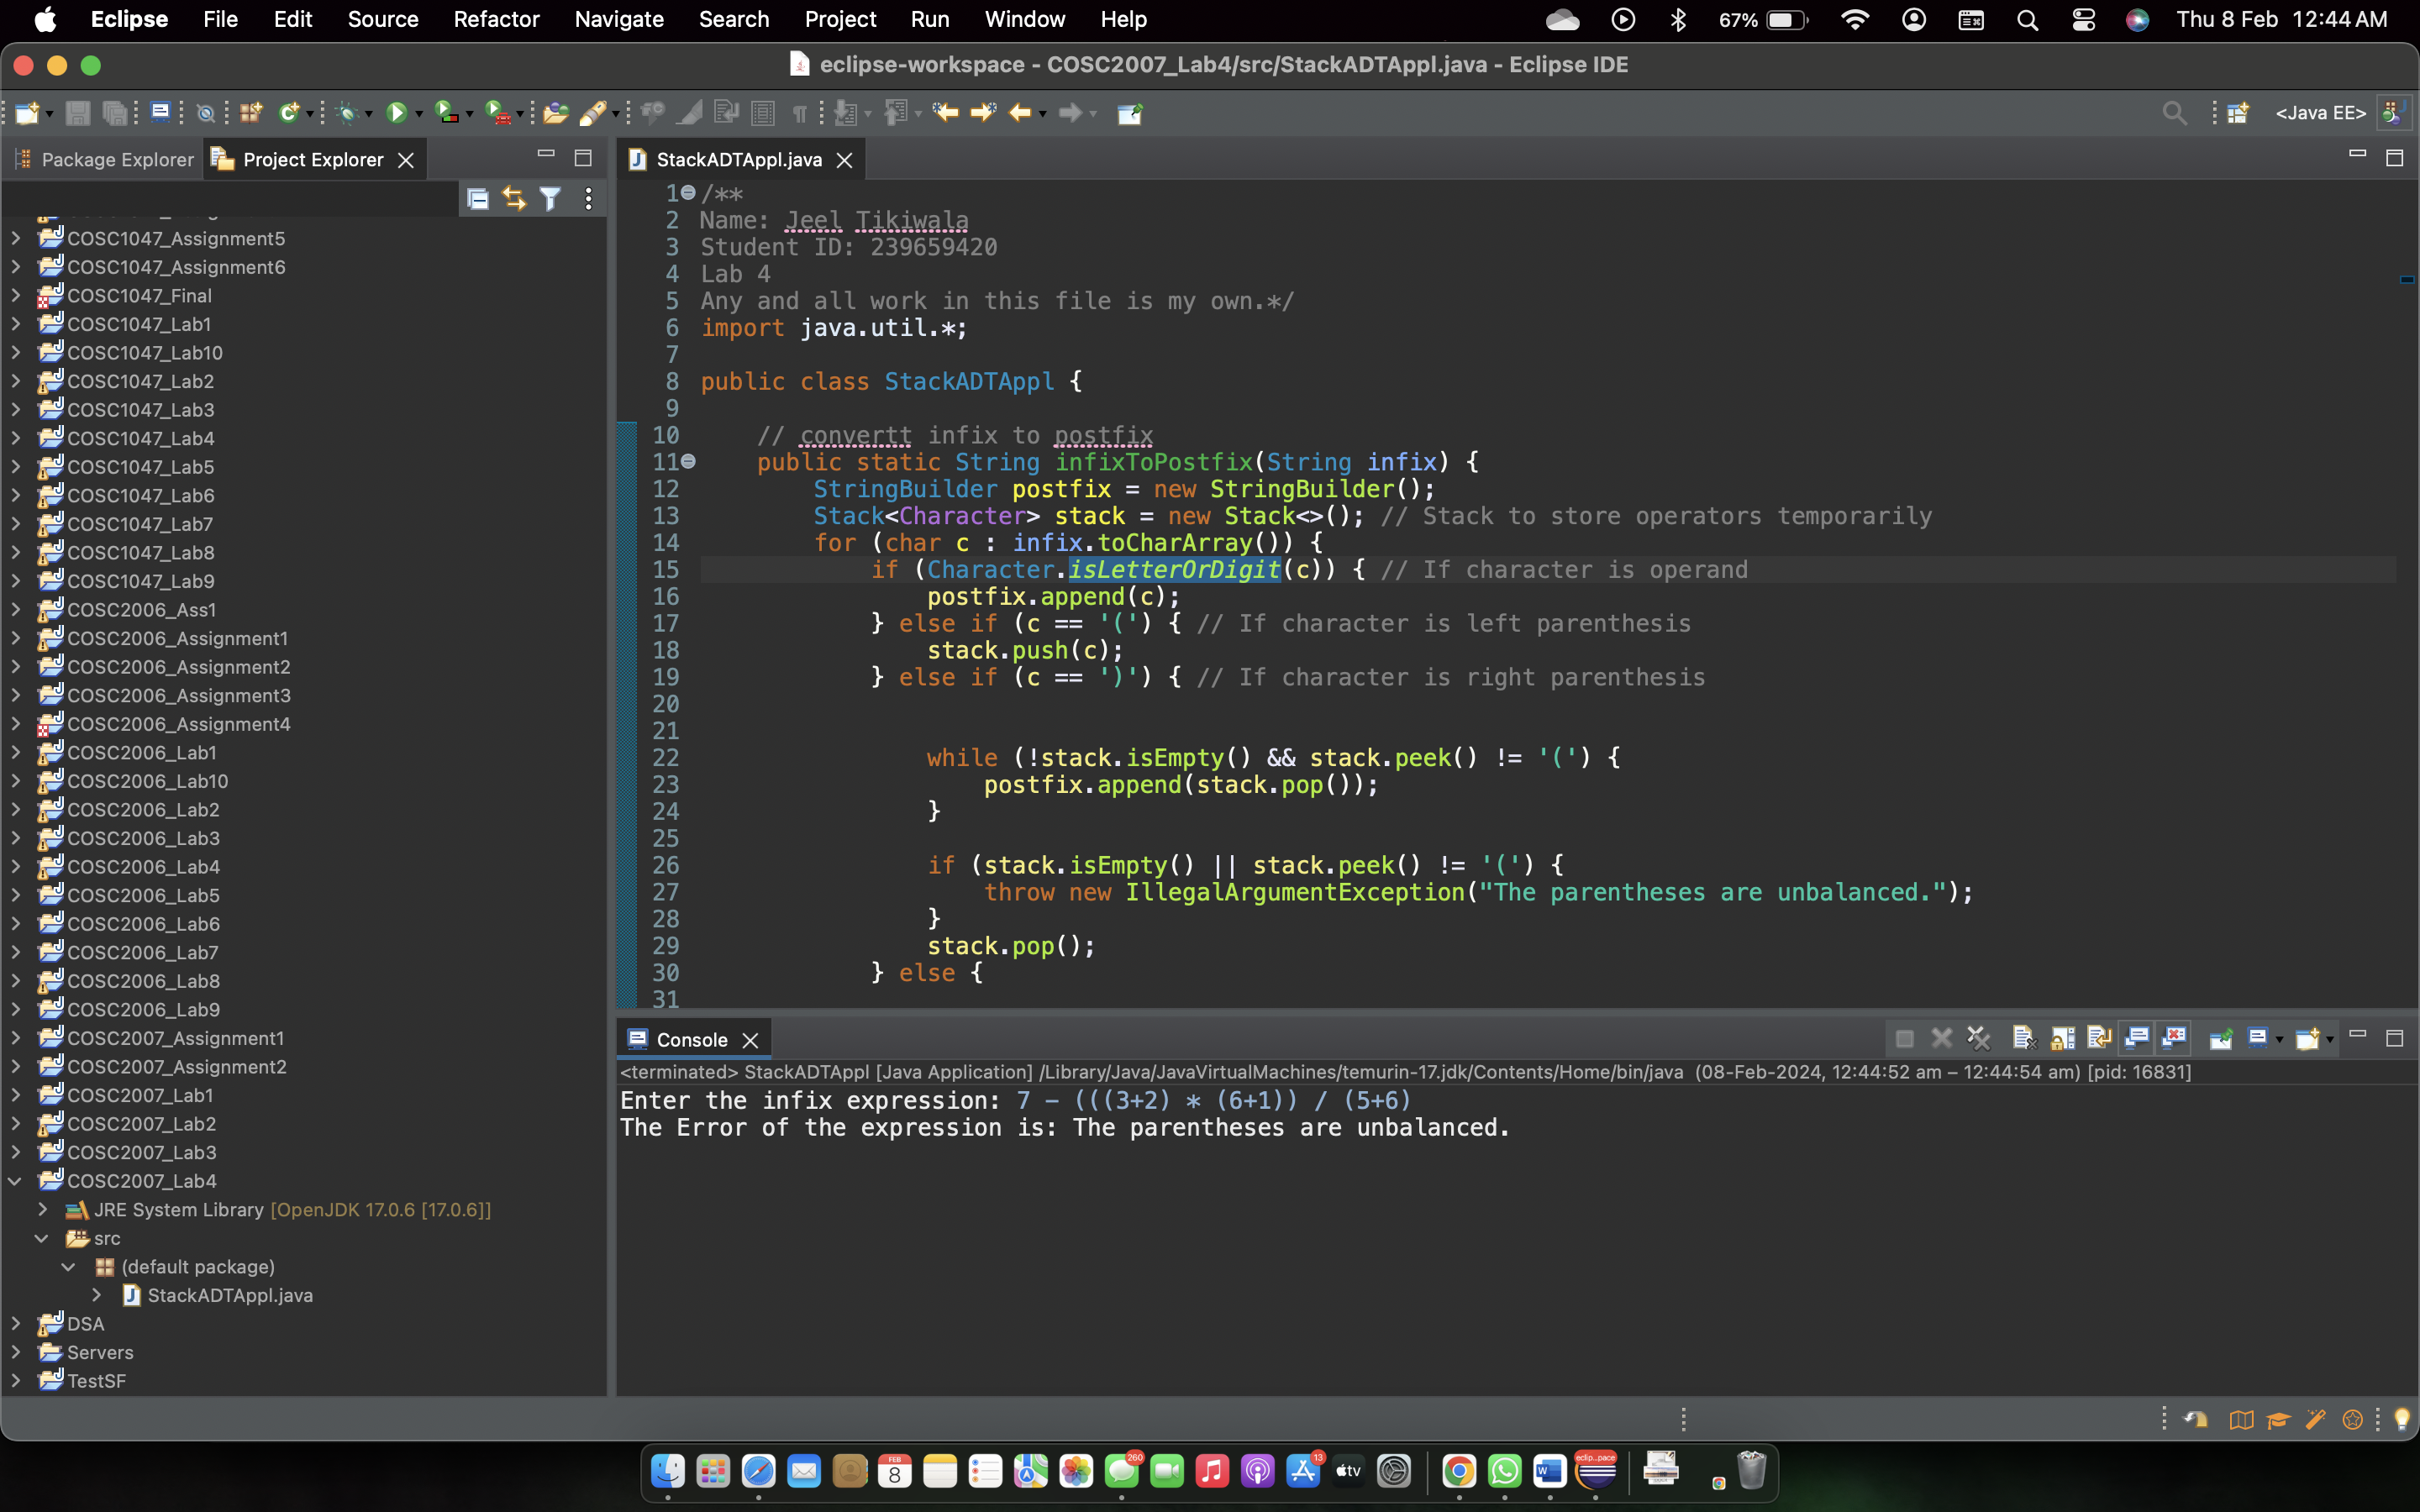 Eclipse File Edit Source Refactor Navigate Search Project Run Window Help 67% Thu 8 Feb 12:44 AM
eclipse-workspace - COSC2007_Lab4/src/StackADTAppl.java - Eclipse IDE
<Java EE>
Package Explorer Project Explorer
COSC1047_Assignment5
COSC1047_Assignment6
COSC1047_Final
COSC1047_Lab1
COSC1047_Lab10
COSC1047_Lab2
COSC1047_Lab3
COSC1047_Lab4
COSC1047_Lab5
COSC1047_Lab6
COSC1047_Lab7
COSC1047_Lab8
COSC1047_Lab9
COSC2006_Ass1
COSC2006_Assignment1
COSC2006_Assignment2
COSC2006_Assignment3
COSC2006_Assignment4
COSC2006_Lab1
COSC2006_Lab10
COSC2006_Lab2
COSC2006_Lab3
COSC2006_Lab4
COSC2006_Lab5
COSC2006_Lab6
COSC2006_Lab7
COSC2006_Lab8
COSC2006_Lab9
COSC2007_Assignment1
COSC2007_Assignment2
COSC2007_Lab1
COSC2007_Lab2
COSC2007_Lab3
COSC2007_Lab4
JRE System Library [OpenJDK 17.0.6 [17.0.6]]
src
(default package)
StackADTAppl.java
DSA
Servers
TestSF
StackADTAppl.java
1 /**
2 Name: Jeel Tikiwala
3 Student ID: 239659420
4 Lab 4
5 Any and all work in this file is my own.*/
6 import java.util.*;
7
8 public class StackADTAppl {
9
10 // convertt infix to postfix
11 public static String infixToPostfix(String infix) {
12 StringBuilder postfix = new StringBuilder();
13 Stack<Character> stack = new Stack<>(); // Stack to store operators temporarily
14 for (char c : infix.toCharArray()) {
15 if (Character.isLetterOrDigit(c)) { // If character is operand
16 postfix.append(c);
17 } else if (c == '(') { // If character is left parenthesis
18 stack.push(c);
19 } else if (c == ')') { // If character is right parenthesis
20
21
22 while (!stack.isEmpty() && stack.peek() != '(') {
23 postfix.append(stack.pop());
24 }
25
26 if (stack.isEmpty() || stack.peek() != '(') {
27 throw new IllegalArgumentException("The parentheses are unbalanced.");
28 }
29 stack.pop();
30 } else {
31
Console
<terminated> StackADTAppl [Java Application] /Library/Java/JavaVirtualMachines/temurin-17.jdk/Contents/Home/bin/java (08-Feb-2024, 12:44:52 am – 12:44:54 am) [pid: 16831]
Enter the infix expression: 7 - (((3+2) * (6+1)) / (5+6)
The Error of the expression is: The parentheses are unbalanced.
FEB
8
260
13
tv
eclip...pace